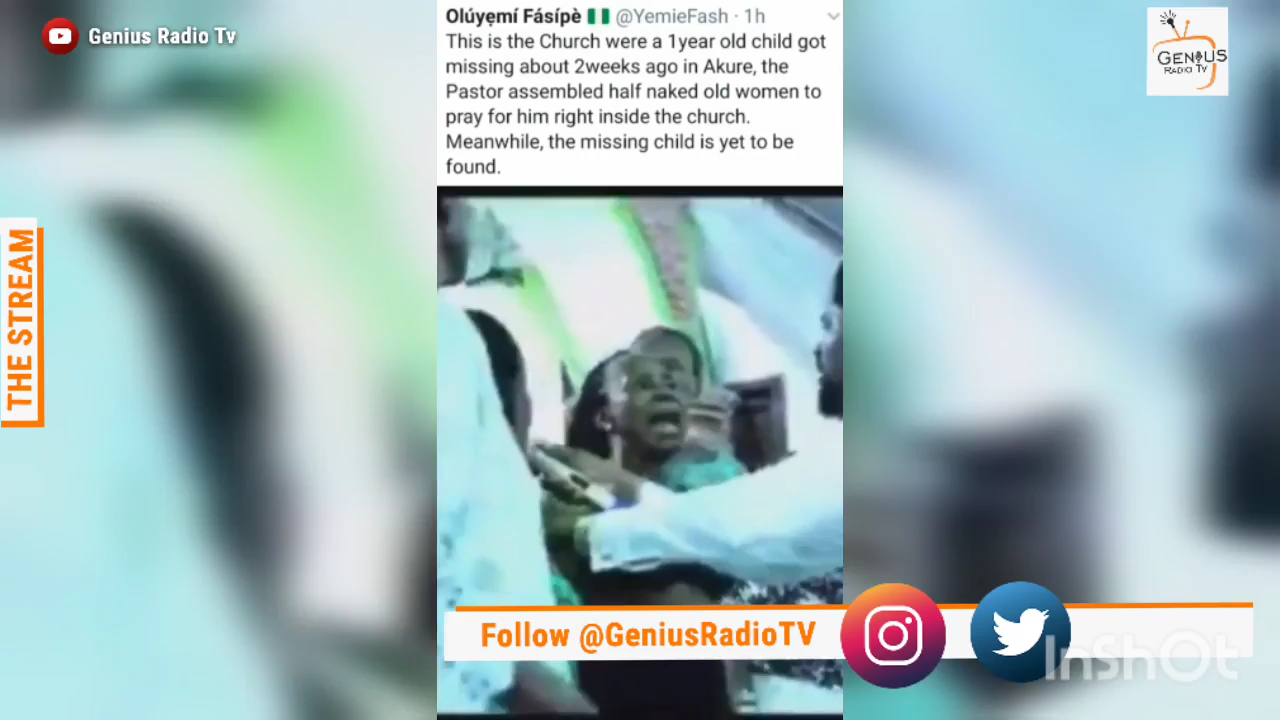 Genius Radio Tv
Olúyẹmí Fásípè @YemieFash · 1h
This is the Church were a 1year old child got
missing about 2weeks ago in Akure, the
Pastor assembled half naked old women to
pray for him right inside the church.
Meanwhile, the missing child is yet to be
found.
GENIUS
RADIO TV
THE STREAM
Follow @GeniusRadioTV
InShOt